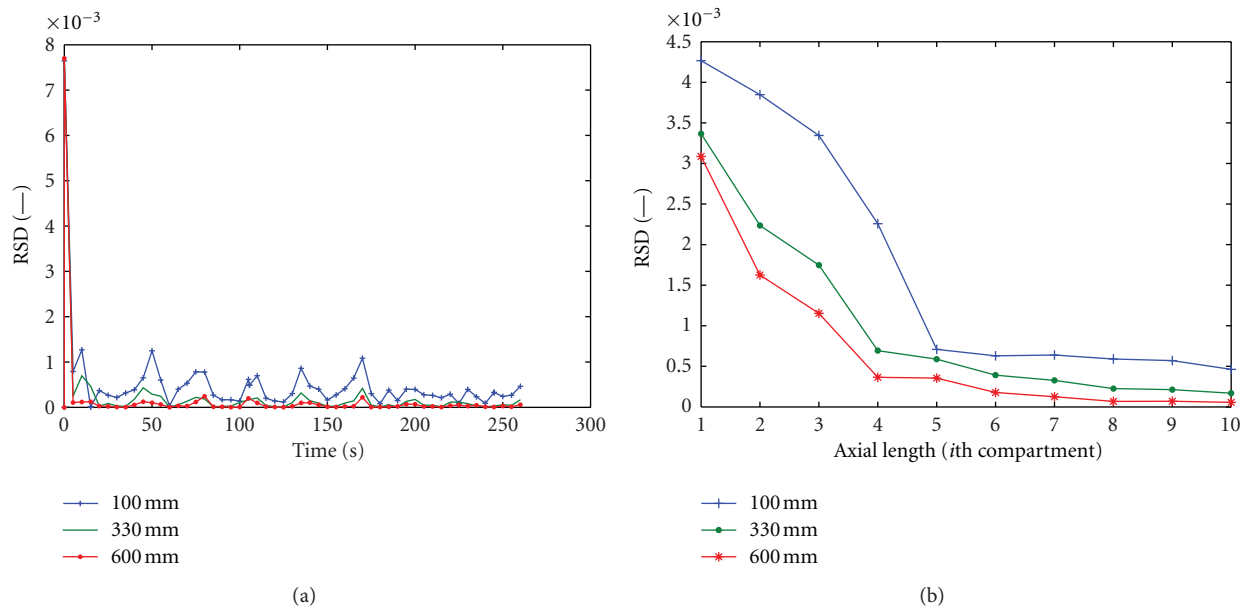 ×10−3
8
7
6
5
4
3
2
1
0
RSD (—)
0 50 100 150 200 250 300
Time (s)
100 mm
330 mm
600 mm
(a)
×10−3
4.5
4
3.5
3
2.5
2
1.5
1
0.5
0
RSD (—)
1 2 3 4 5 6 7 8 9 10
Axial length (ith compartment)
100 mm
330 mm
600 mm
(b)